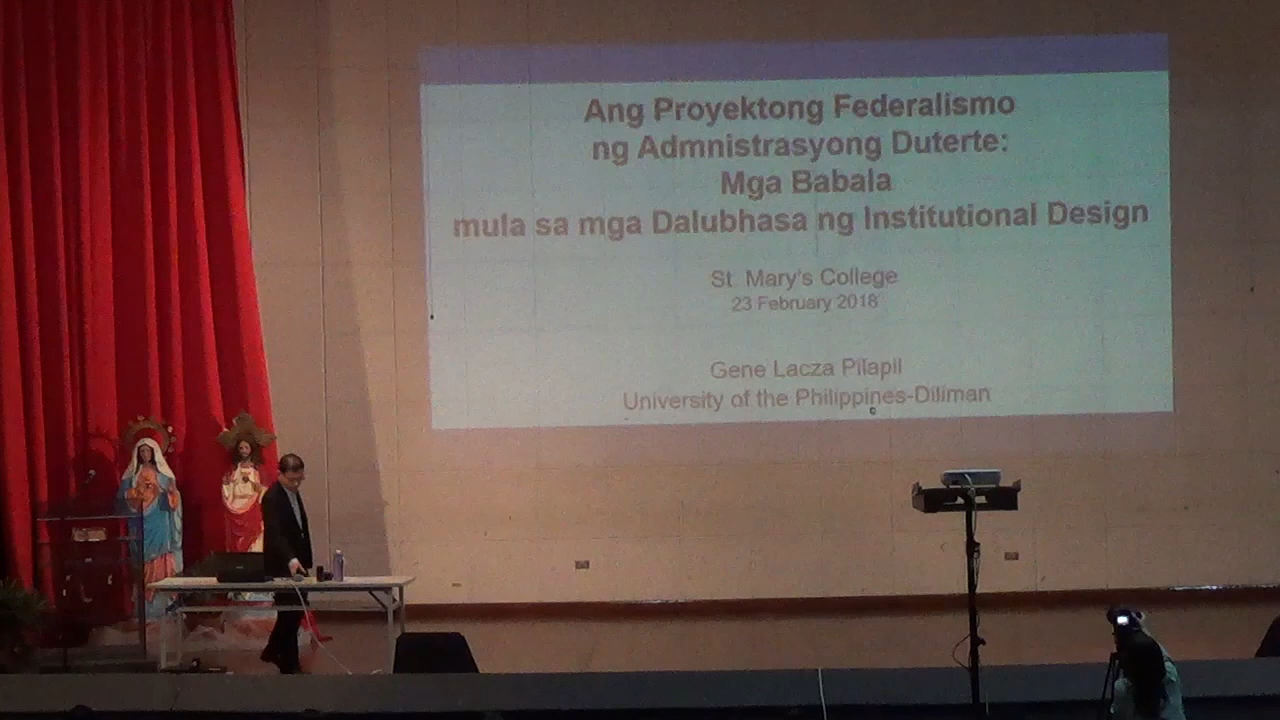 Ang Proyektong Federalismo
ng Admnistrasyong Duterte:
Mga Babala
mula sa mga Dalubhasa ng Institutional Design
St. Mary's College
23 February 2018
Gene Lacza Pilapil
University of the Philippines-Diliman